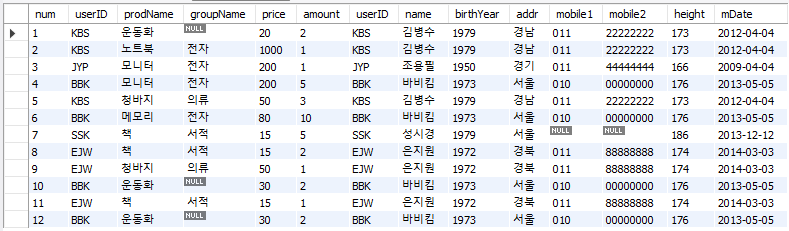 num userID prodName groupName price amount userID name birthYear addr mobile1 mobile2 height mDate
1 KBS 운동화 NULL 20 2 KBS 김병수 1979 경남 011 22222222 173 2012-04-04
2 KBS 노트북 전자 1000 1 KBS 김병수 1979 경남 011 22222222 173 2012-04-04
3 JYP 모니터 전자 200 1 JYP 조용필 1950 경기 011 44444444 166 2009-04-04
4 BBK 모니터 전자 200 5 BBK 바비킴 1973 서울 010 00000000 176 2013-05-05
5 KBS 청바지 의류 50 3 KBS 김병수 1979 경남 011 22222222 173 2012-04-04
6 BBK 메모리 전자 80 10 BBK 바비킴 1973 서울 010 00000000 176 2013-05-05
7 SSK 책 서적 15 5 SSK 성시경 1979 서울 NULL NULL 186 2013-12-12
8 EJW 책 서적 15 2 EJW 은지원 1972 경북 011 88888888 174 2014-03-03
9 EJW 청바지 의류 50 1 EJW 은지원 1972 경북 011 88888888 174 2014-03-03
10 BBK 운동화 NULL 30 2 BBK 바비킴 1973 서울 010 00000000 176 2013-05-05
11 EJW 책 서적 15 1 EJW 은지원 1972 경북 011 88888888 174 2014-03-03
12 BBK 운동화 NULL 30 2 BBK 바비킴 1973 서울 010 00000000 176 2013-05-05